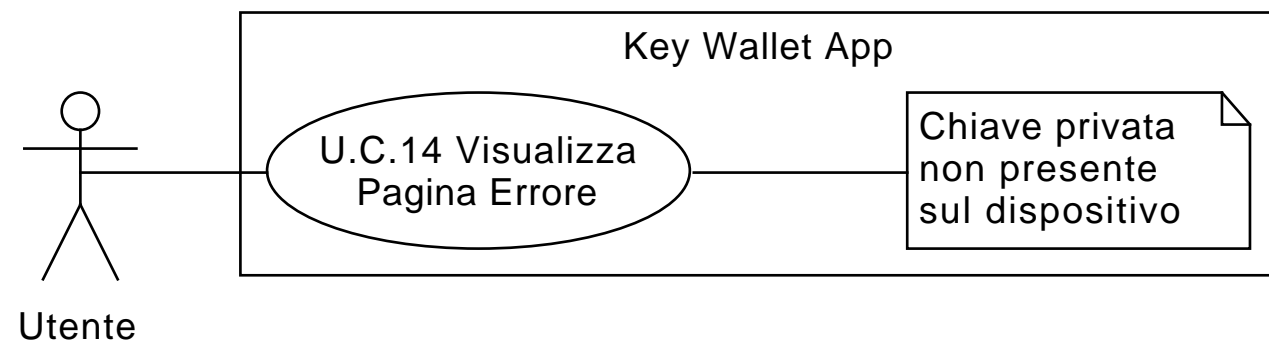 Key Wallet App
U.C.14 Visualizza
Pagina Errore
Chiave privata
non presente
sul dispositivo
Utente